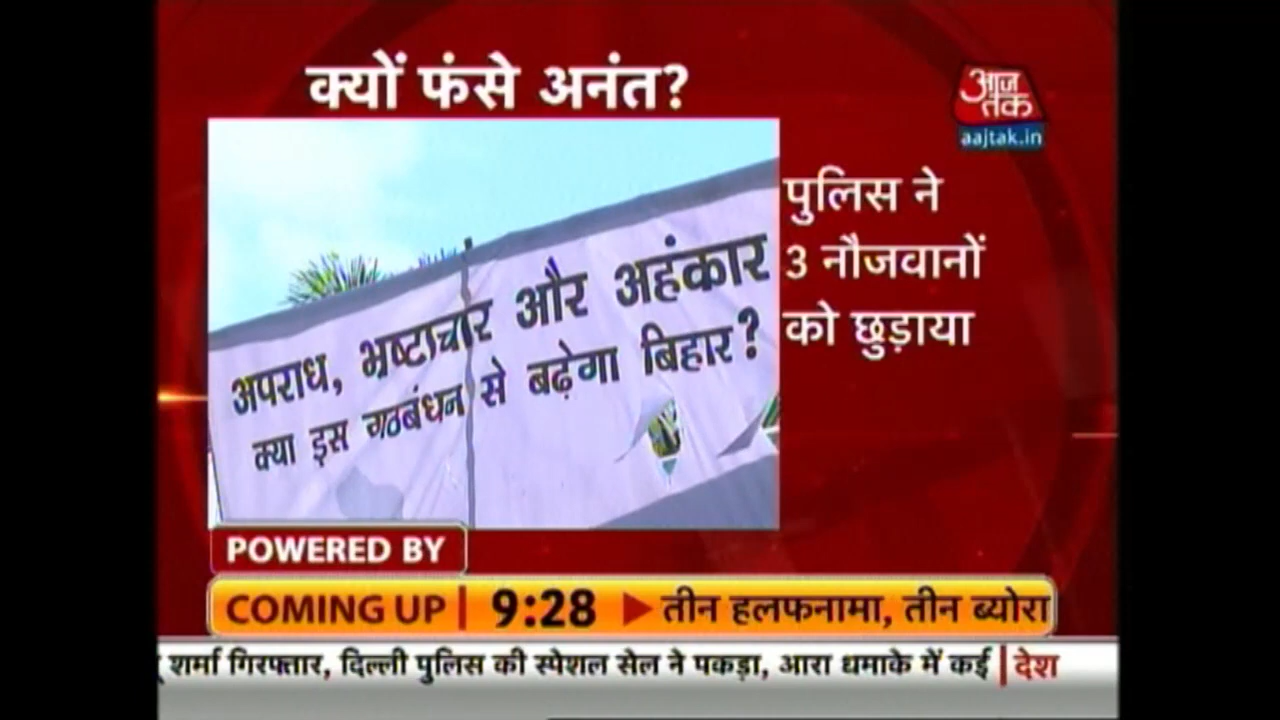 क्यों फंसे अनंत?
आज
तक
aajtak.in
पुलिस ने
3 नौजवानों
को छुड़ाया
अपराध, भ्रष्टाचार और अहंकार
क्या इस गठबंधन से बढ़ेगा बिहार?
POWERED BY
COMING UP 9:28 तीन हलफनामा, तीन ब्योरा
शर्मा गिरफ्तार, दिल्ली पुलिस की स्पेशल सेल ने पकड़ा, आरा धमाके में कई देश